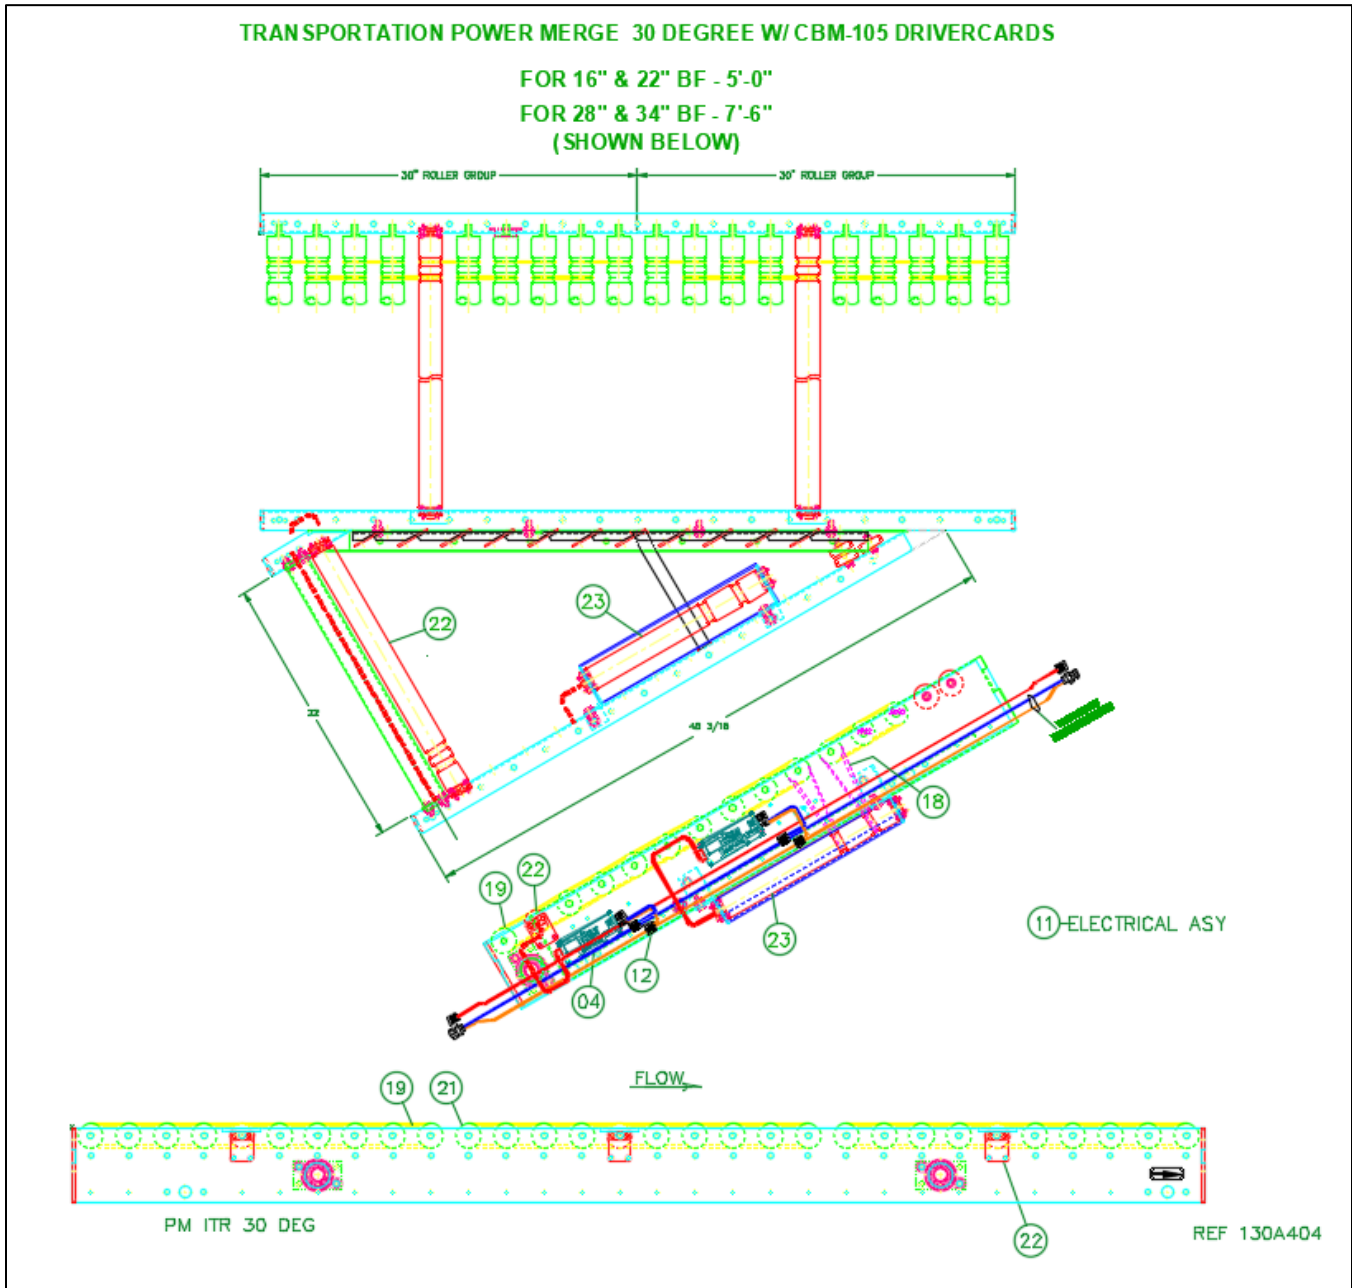 TRANSPORTATION POWER MERGE 30 DEGREE W/ CBM-105 DRIVERCARDS
FOR 16" & 22" BF - 5'-0"
FOR 28" & 34" BF - 7'-6"
(SHOWN BELOW)
30" ROLLER GROUP
30" ROLLER GROUP
23
22
32
48 3/16
18
22
19
23
11 ELECTRICAL ASY
12
04
FLOW
19
21
PM ITR 30 DEG
22
REF 130A404